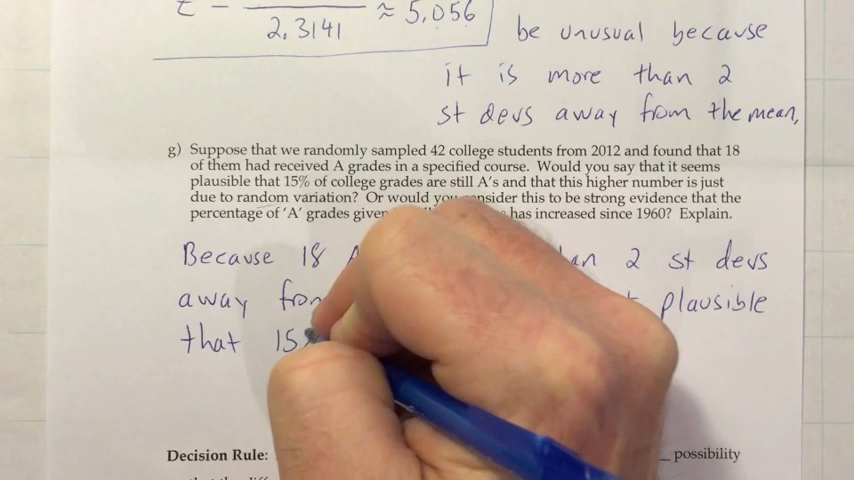 z - 2.3141 ≈ 5.056
be unusual because
it is more than 2
st devs away from the mean,
g) Suppose that we randomly sampled 42 college students from 2012 and found that 18
of them had received A grades in a specified course. Would you say that it seems
plausible that 15% of college grades are still A's and that this higher number is just
due to random variation? Or would you consider this to be strong evidence that the
percentage of 'A' grades given has increased since 1960? Explain.
Because 18 A 2 st devs
away plausible
that 15
Decision Rule: possibility